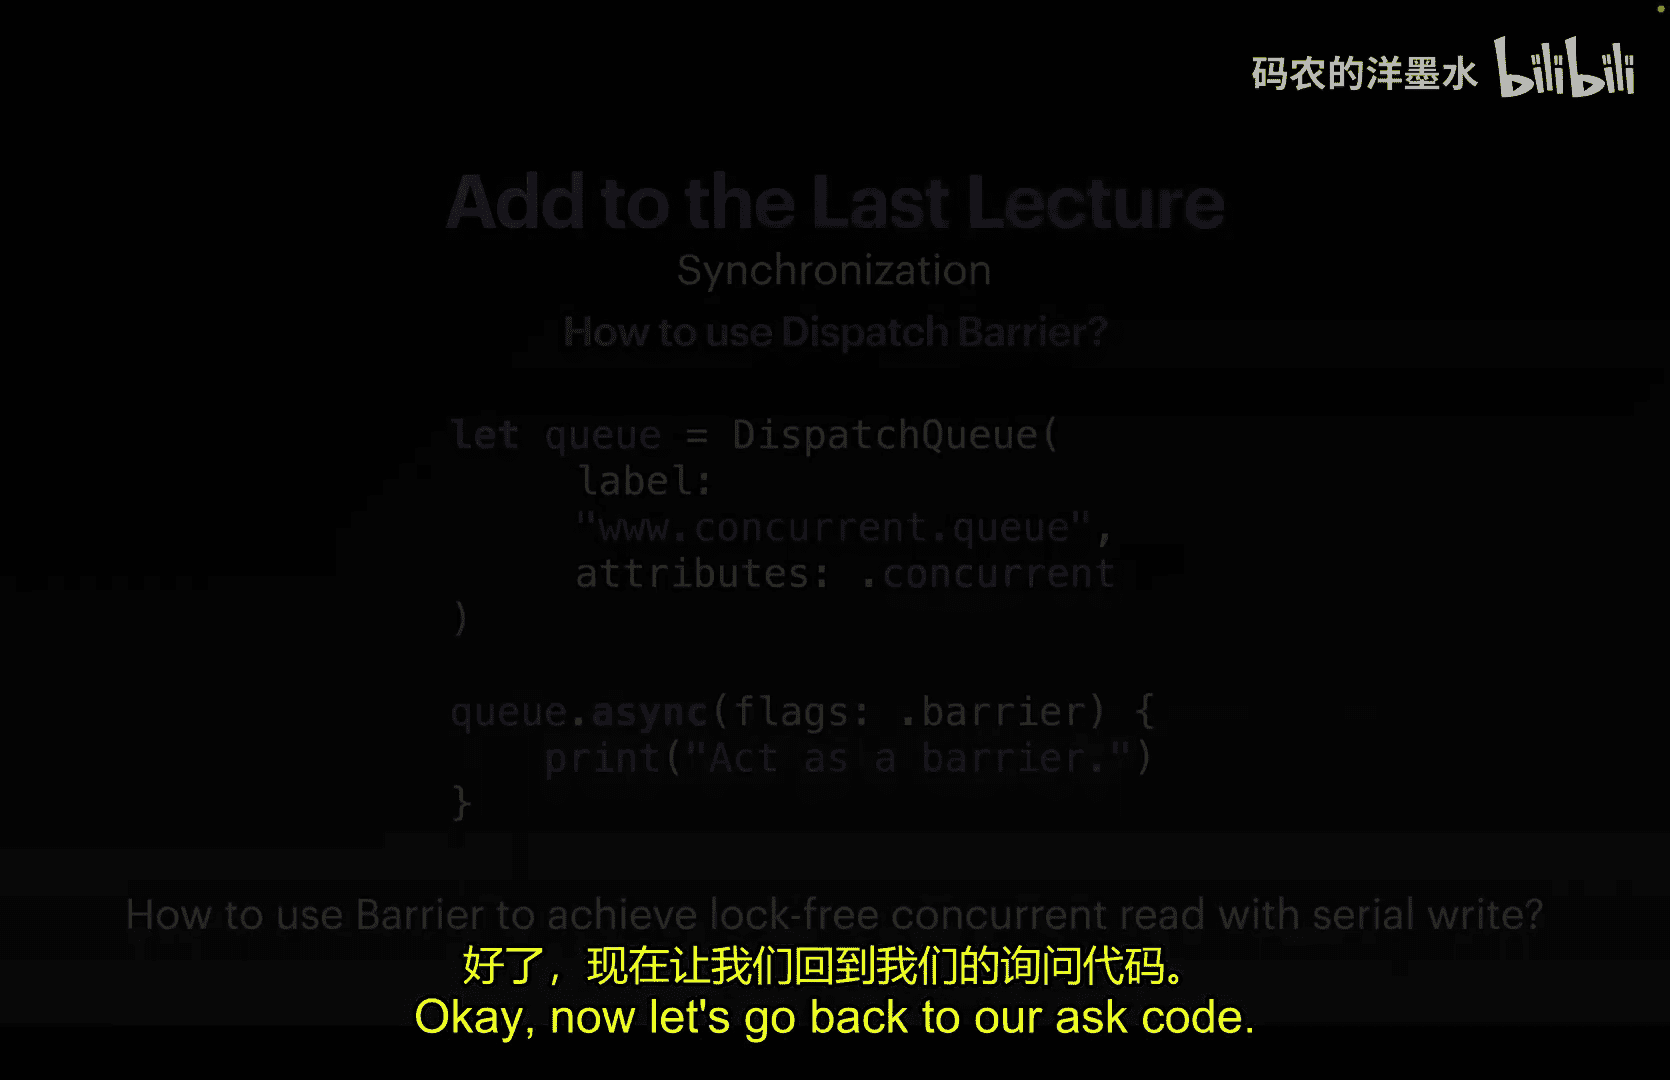 码农的洋墨水 bilibili
Add to the Last Lecture
Synchronization
How to use Dispatch Barrier?
let queue = DispatchQueue(
label:
"www.concurrent.queue",
attributes: .concurrent
)
queue.async(flags: .barrier) {
print("Act as a barrier.")
}
How to use Barrier to achieve lock-free concurrent read with serial write?
好了，现在让我们回到我们的询问代码。
Okay, now let's go back to our ask code.